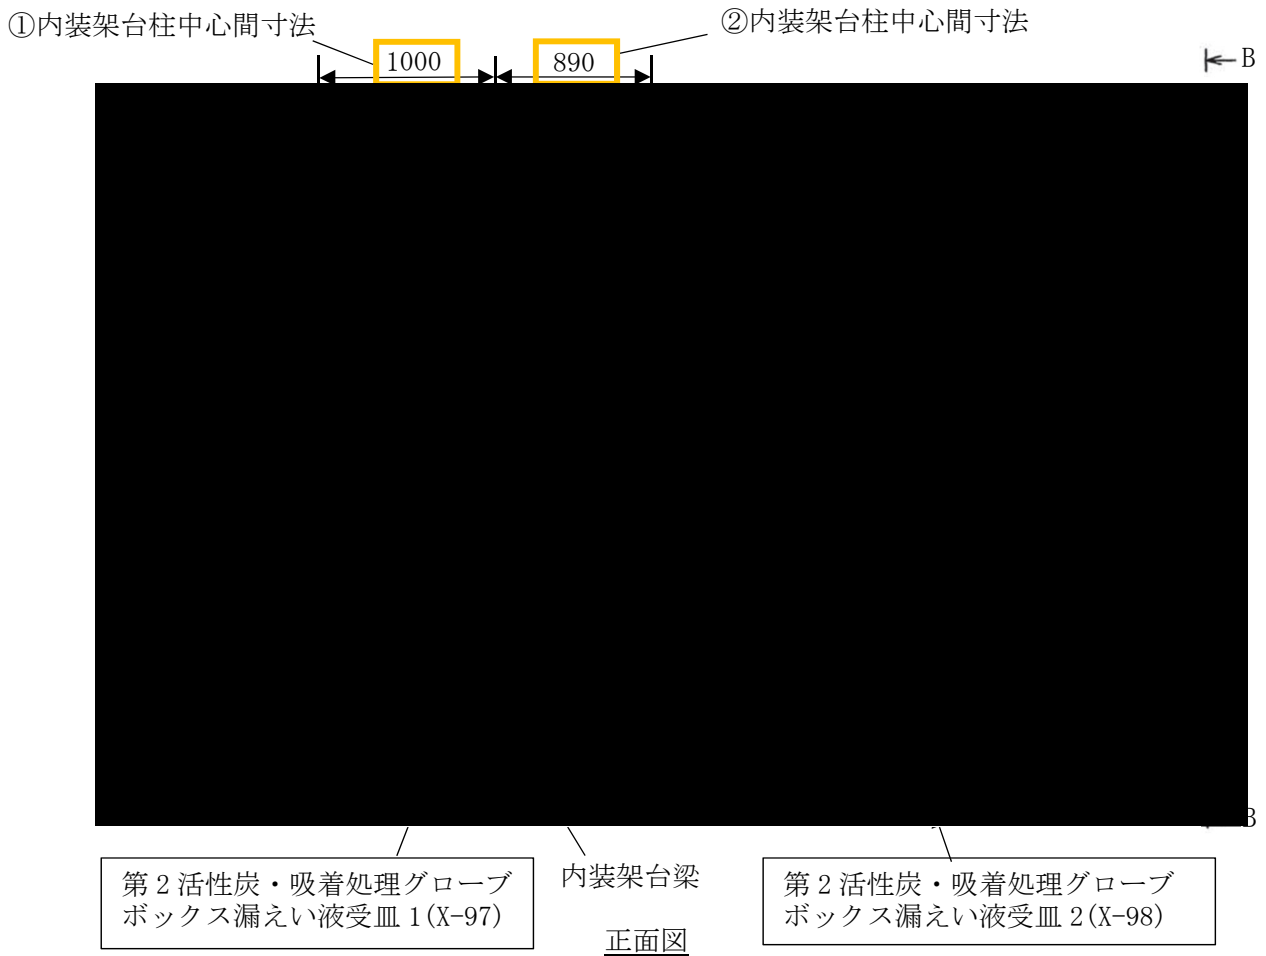 ①内装架台柱中心間寸法
②内装架台柱中心間寸法
1000
890
B
B
第２活性炭・吸着処理グローブ
ボックス漏えい液受皿 1(X-97)
内装架台梁
第２活性炭・吸着処理グローブ
ボックス漏えい液受皿 2(X-98)
正面図